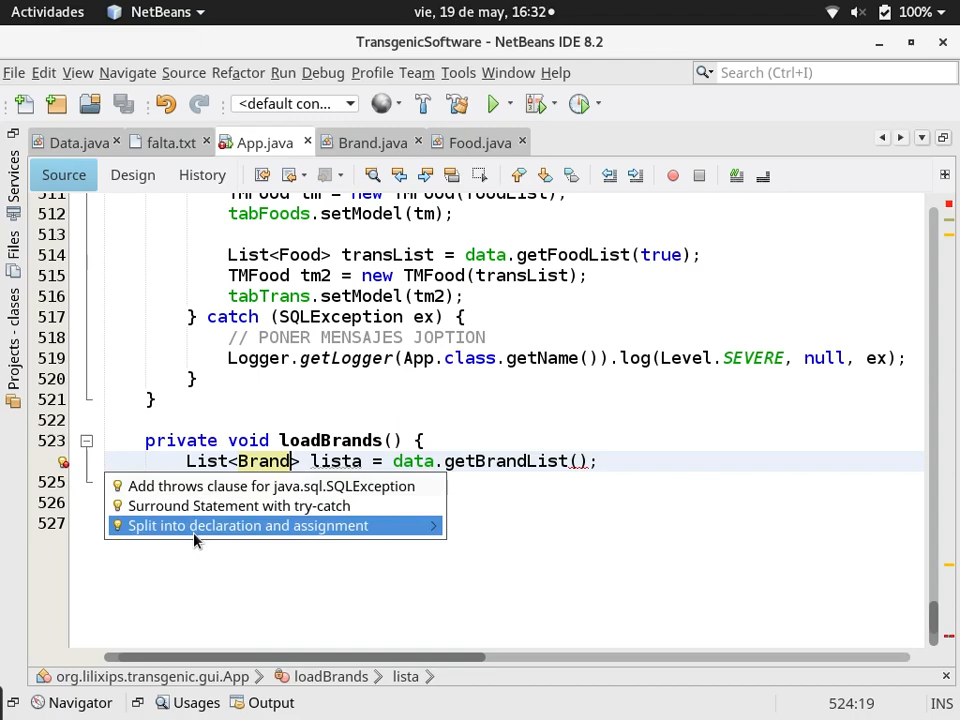 Actividades NetBeans vie, 19 de may, 16:32 100%
TransgenicSoftware - NetBeans IDE 8.2
File Edit View Navigate Source Refactor Run Debug Profile Team Tools Window Help Search (Ctrl+I)
<default con...
Data.java falta.txt App.java Brand.java Food.java
Source Design History
511 TM tm = new TMFood(foodList);
512 tabFoods.setModel(tm);
513
514 List<Food> transList = data.getFoodList(true);
515 TMFood tm2 = new TMFood(transList);
516 tabTrans.setModel(tm2);
517 } catch (SQLException ex) {
518 // PONER MENSAJES JOPTION
519 Logger.getLogger(App.class.getName()).log(Level.SEVERE, null, ex);
520 }
521 }
522
523 private void loadBrands() {
List<Brand> lista = data.getBrandList();
525
Add throws clause for java.sql.SQLException
526
Surround Statement with try-catch
527
Split into declaration and assignment
Services
Files
Projects - clases
org.lilixips.transgenic.gui.App loadBrands lista
Navigator Usages Output 524:19 INS